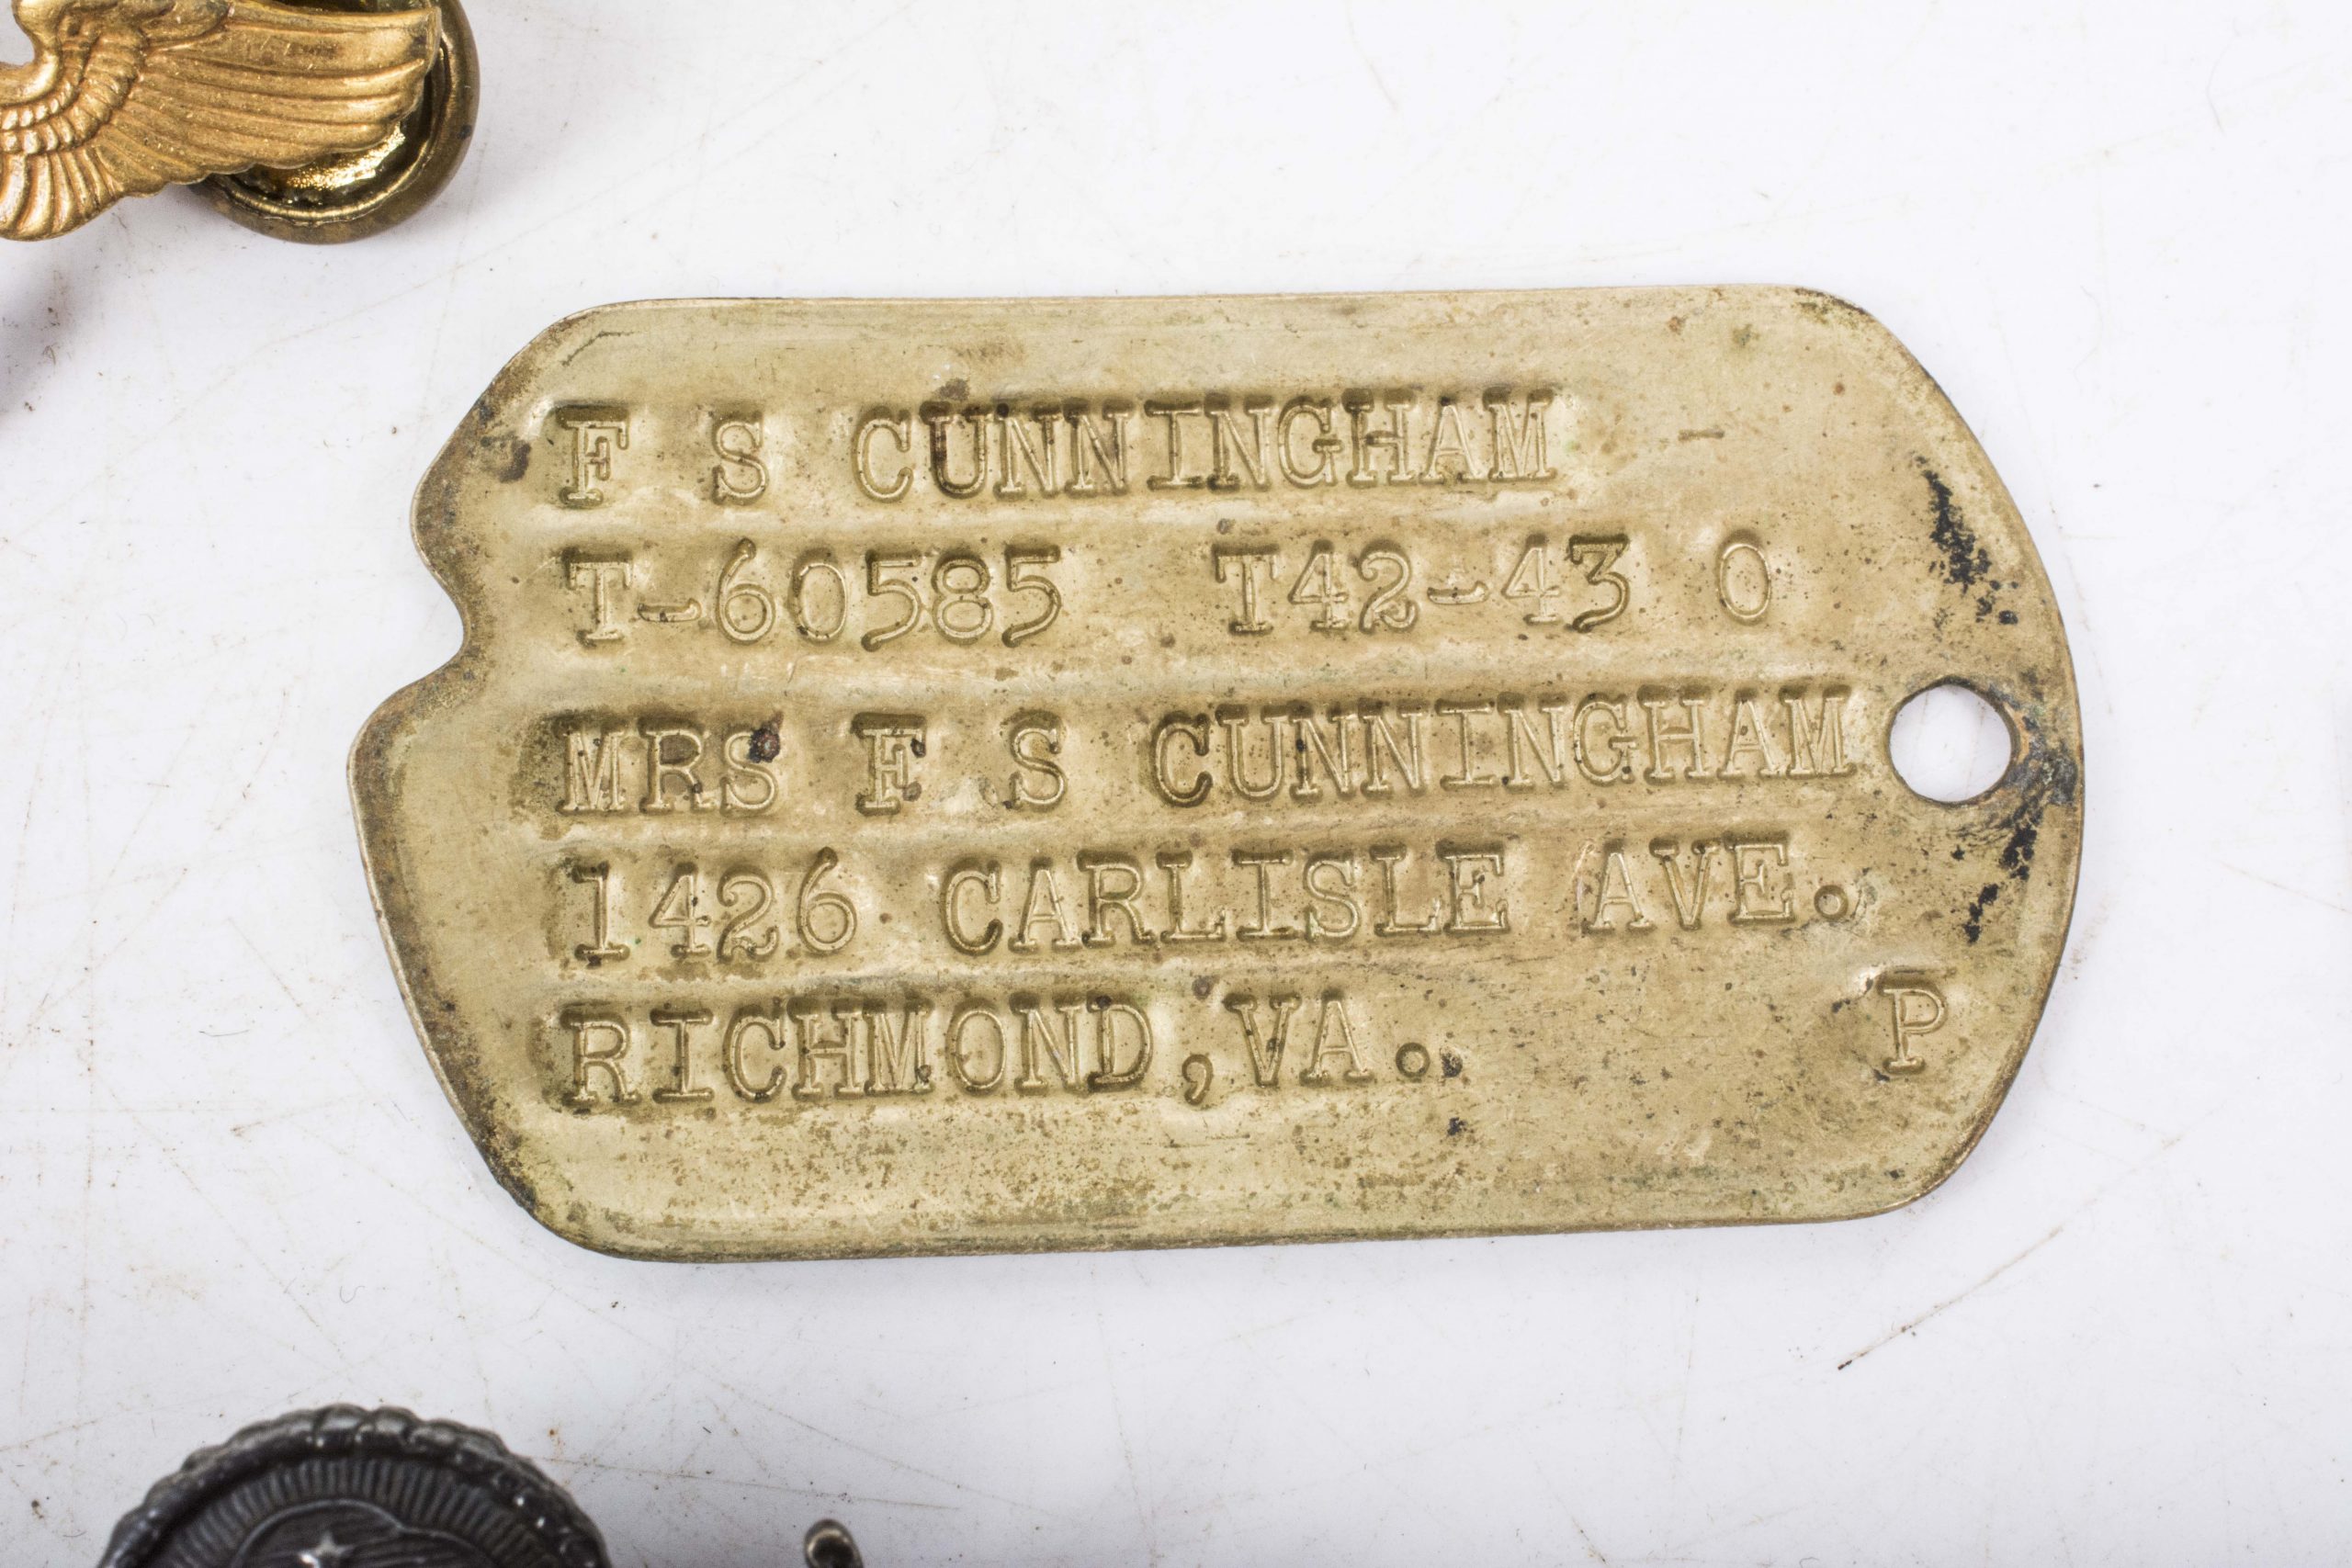 F S CUNNINGHAM
T-60585 T42-43 O
MRS F S CUNNINGHAM
1426 CARLISLE AVE.
RICHMOND,VA. P